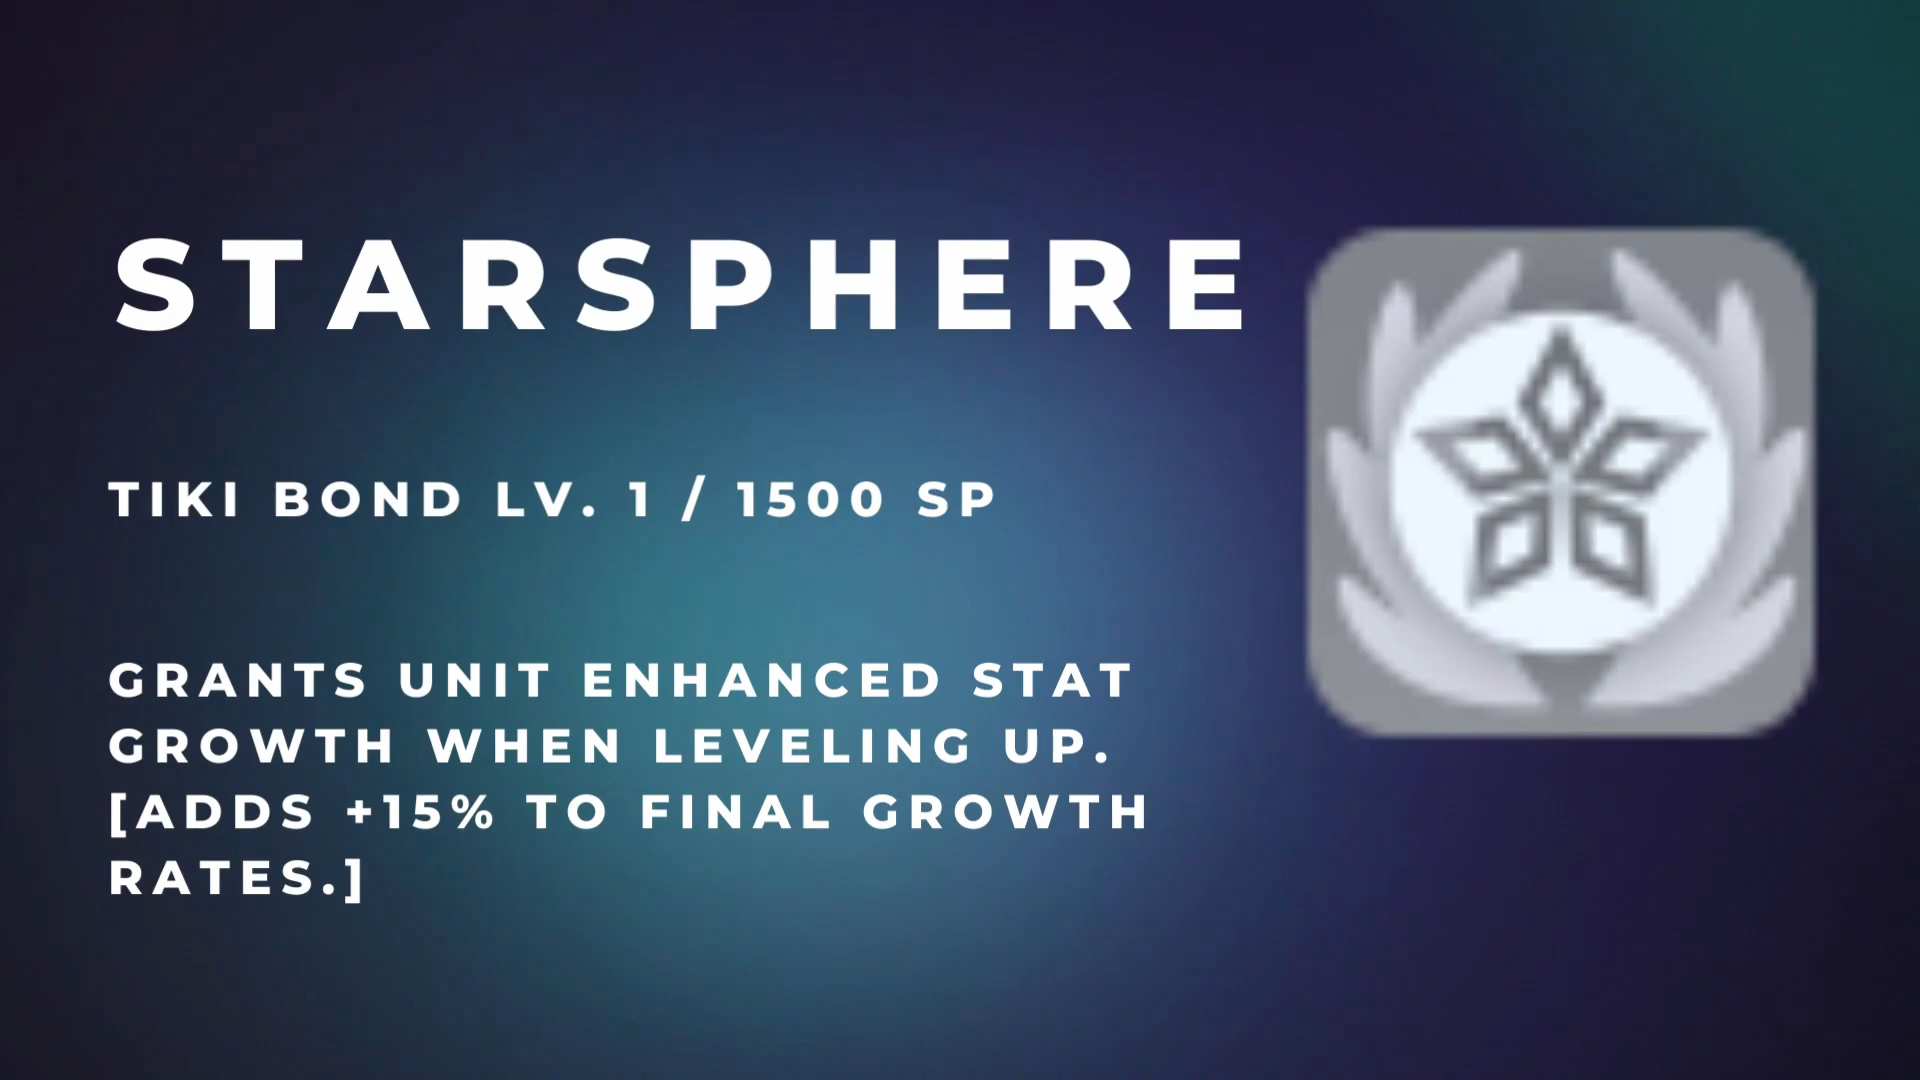 STARSPHERE
TIKI BOND LV. 1 / 1500 SP
GRANTS UNIT ENHANCED STAT
GROWTH WHEN LEVELING UP.
[ADDS +15% TO FINAL GROWTH
RATES.]